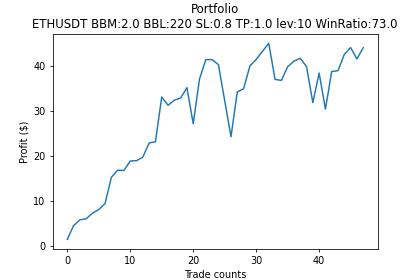 Portfolio
ETHUSDT BBM:2.0 BBL:220 SL:0.8 TP:1.0 lev:10 WinRatio:73.0
40
30
20
10
0
Profit ($)
0
10
20
30
40
Trade counts